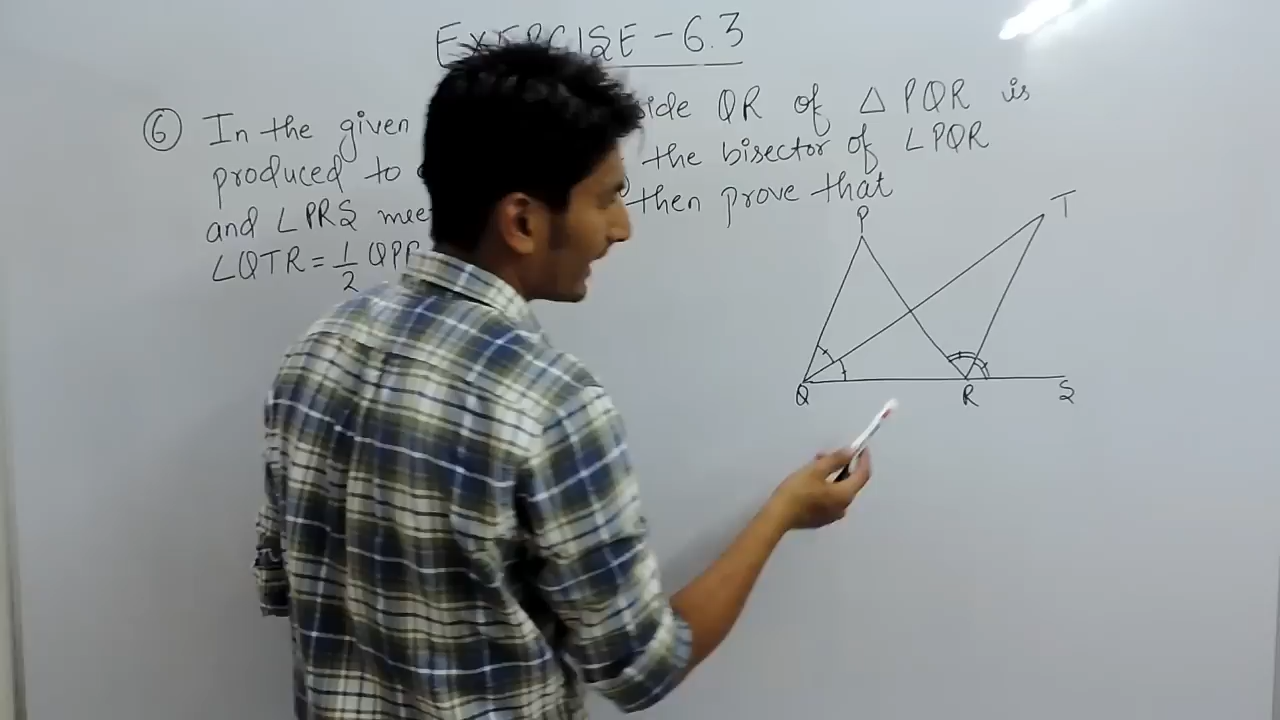 EXERCISE - 6.3
⑥ In the given side QR of △ PQR is
produced to the bisector of ∠PQR
and ∠PRS then prove that
∠QTR = 1/2
P
T
Q
R
S